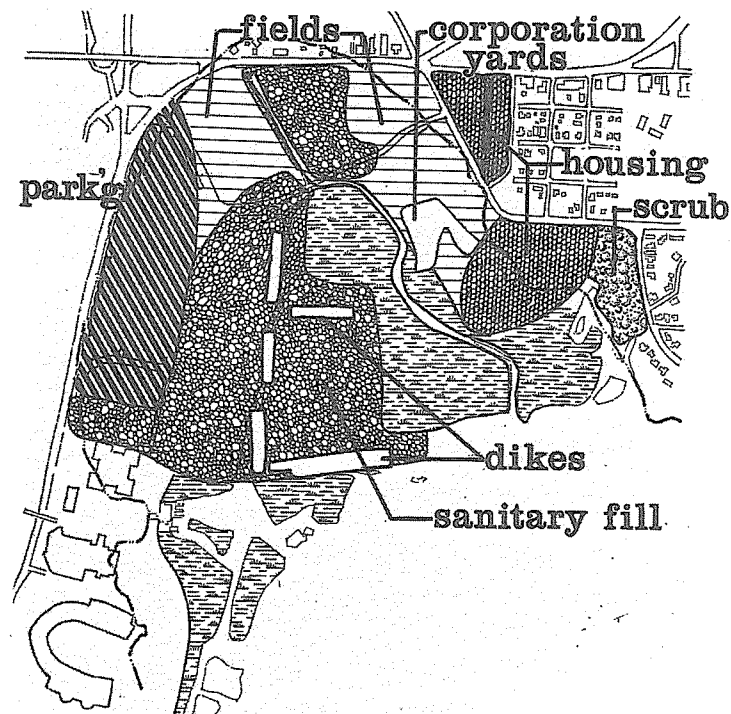 fields
corporation
yards
housing
park'g
scrub
dikes
sanitary fill